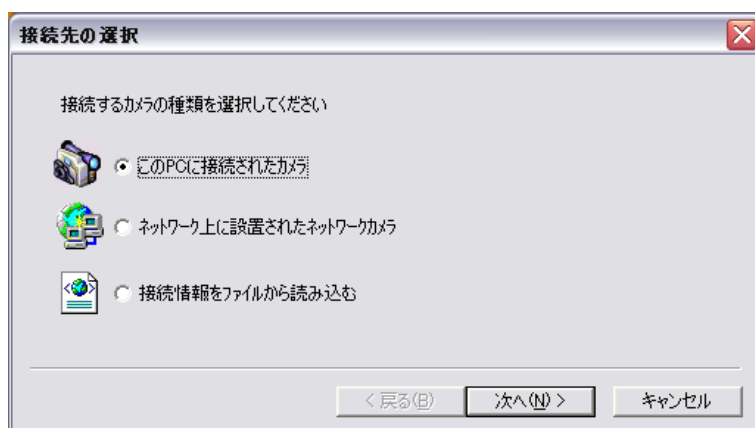 接続先の選択
接続するカメラの種類を選択してください
このPCに接続されたカメラ
ネットワーク上に設置されたネットワークカメラ
接続情報をファイルから読み込む
< 戻る(B)
次へ(N) >
キャンセル